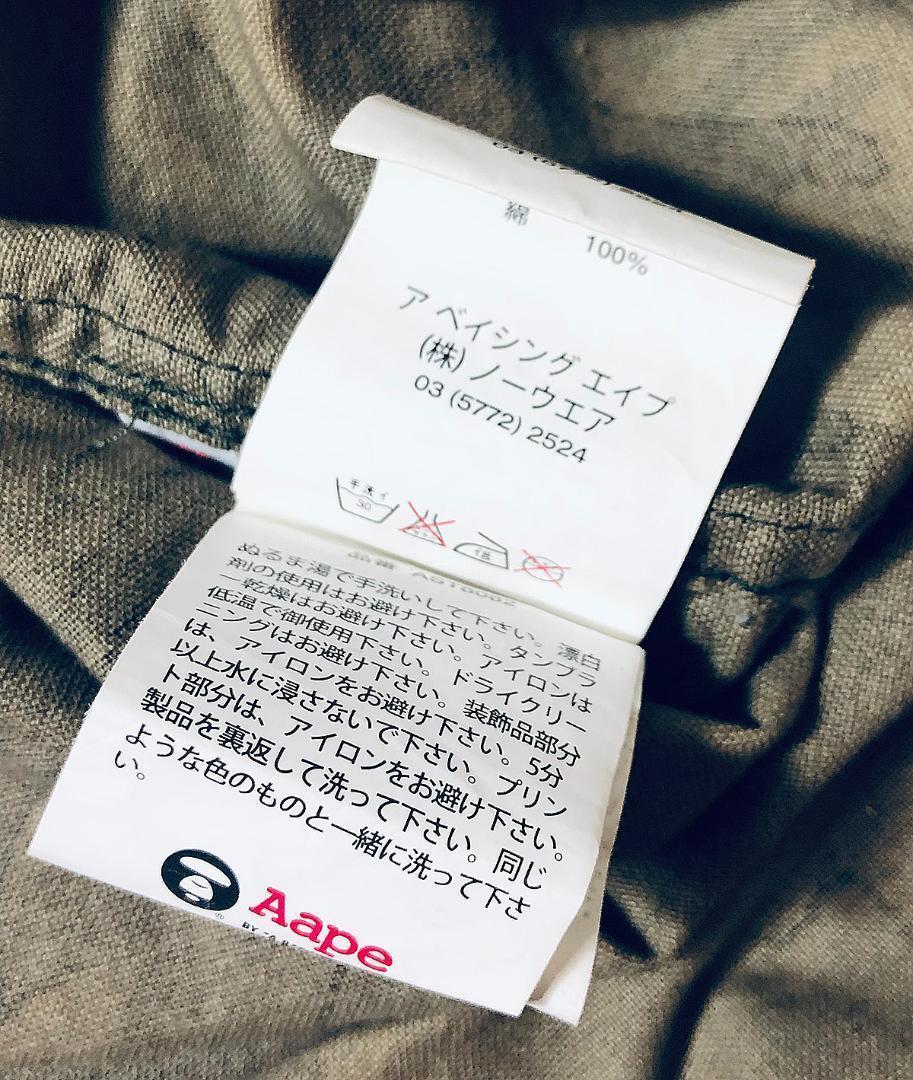 綿
100%
ア ベイシング エイプ
(株) ノーウエア
03 (5772) 2524
手洗イ
30
低
品番
ぬるま湯で手洗いして下さい。漂白
剤の使用はお避け下さい。タンブラ
ー乾燥はお避け下さい。アイロンは
低温で御使用下さい。ドライクリー
ニングはお避け下さい。装飾品部分
は、アイロンをお避け下さい。5分
以上水に浸さないで下さい。プリン
ト部分は、アイロンをお避け下さい。
製品を裏返して洗って下さい。同じ
ような色のものと一緒に洗って下さ
い。
Aape
BY